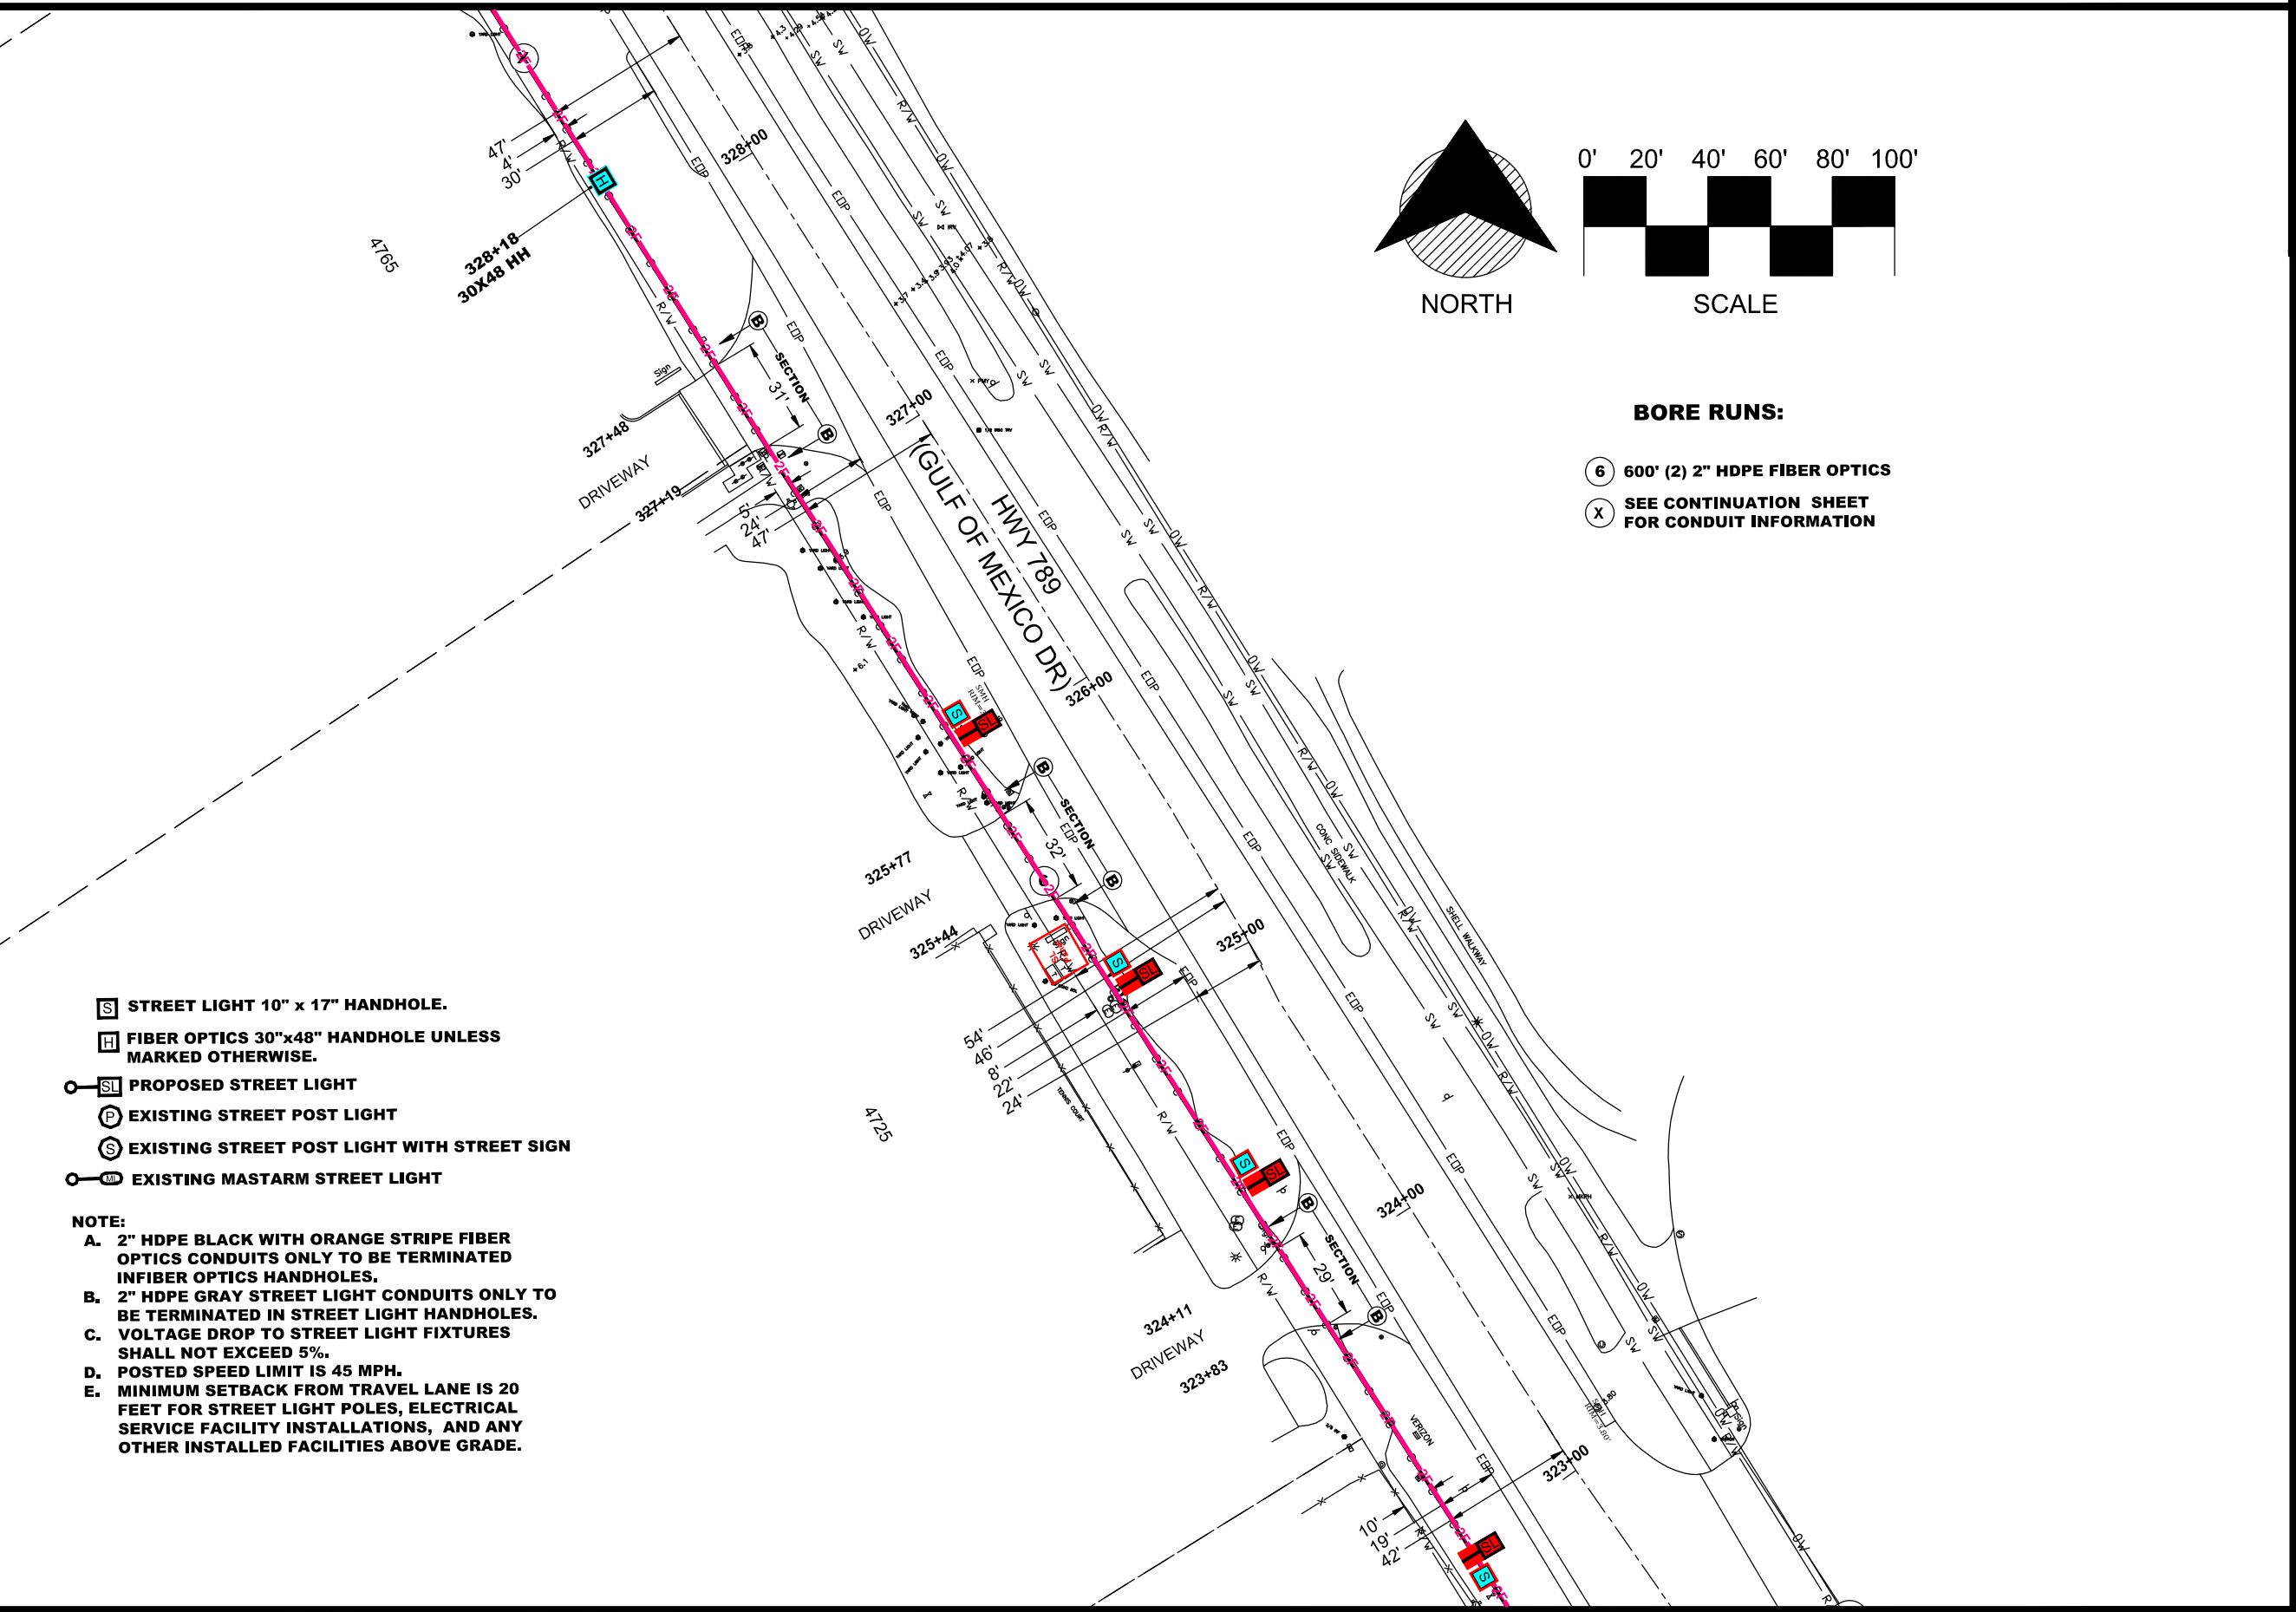 NORTH
0' 20' 40' 60' 80' 100'
SCALE
BORE RUNS:
6 600' (2) 2" HDPE FIBER OPTICS
X SEE CONTINUATION SHEET
FOR CONDUIT INFORMATION
47'
4'
30'
4765
328+18
30X48 HH
H
328+00
Sign
327+48
DRIVEWAY
327+19
B
SECTION
31'
B
327+00
5'
24'
47'
HWY 789
(GULF OF MEXICO DR)
326+00
S
SL
B
SECTION
32'
B
325+77
DRIVEWAY
325+44
325+00
S
SL
54'
46'
8'
22'
24'
4725
TENNIS COURT
CONC SIDEWALK
SHELL WALKWAY
S
SL
B
SECTION
29'
B
324+00
324+11
DRIVEWAY
323+83
VERIZON
323+00
10'
19'
42'
SL
S
R/W
EOP
SW
OW
2F
S STREET LIGHT 10" x 17" HANDHOLE.
H FIBER OPTICS 30"x48" HANDHOLE UNLESS
MARKED OTHERWISE.
SL PROPOSED STREET LIGHT
P EXISTING STREET POST LIGHT
S EXISTING STREET POST LIGHT WITH STREET SIGN
ML EXISTING MASTARM STREET LIGHT
NOTE:
A. 2" HDPE BLACK WITH ORANGE STRIPE FIBER
OPTICS CONDUITS ONLY TO BE TERMINATED
INFIBER OPTICS HANDHOLES.
B. 2" HDPE GRAY STREET LIGHT CONDUITS ONLY TO
BE TERMINATED IN STREET LIGHT HANDHOLES.
C. VOLTAGE DROP TO STREET LIGHT FIXTURES
SHALL NOT EXCEED 5%.
D. POSTED SPEED LIMIT IS 45 MPH.
E. MINIMUM SETBACK FROM TRAVEL LANE IS 20
FEET FOR STREET LIGHT POLES, ELECTRICAL
SERVICE FACILITY INSTALLATIONS, AND ANY
OTHER INSTALLED FACILITIES ABOVE GRADE.